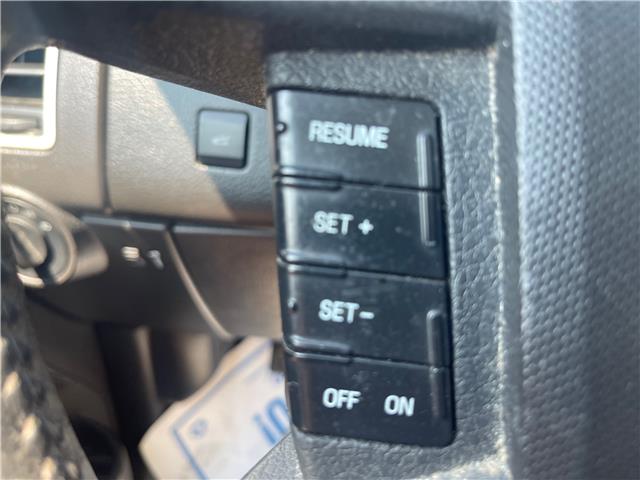 RESUME
SET +
SET -
OFF ON